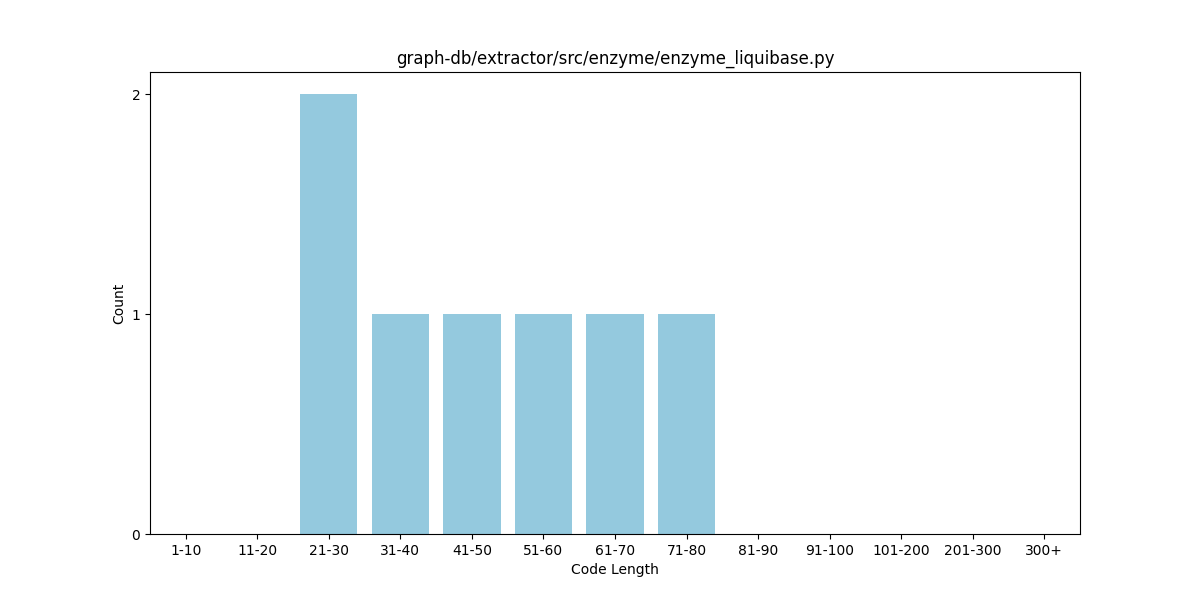 graph-db/extractor/src/enzyme/enzyme_liquibase.py
2
1
0
Count
1-10 11-20 21-30 31-40 41-50 51-60 61-70 71-80 81-90 91-100 101-200 201-300 300+
Code Length